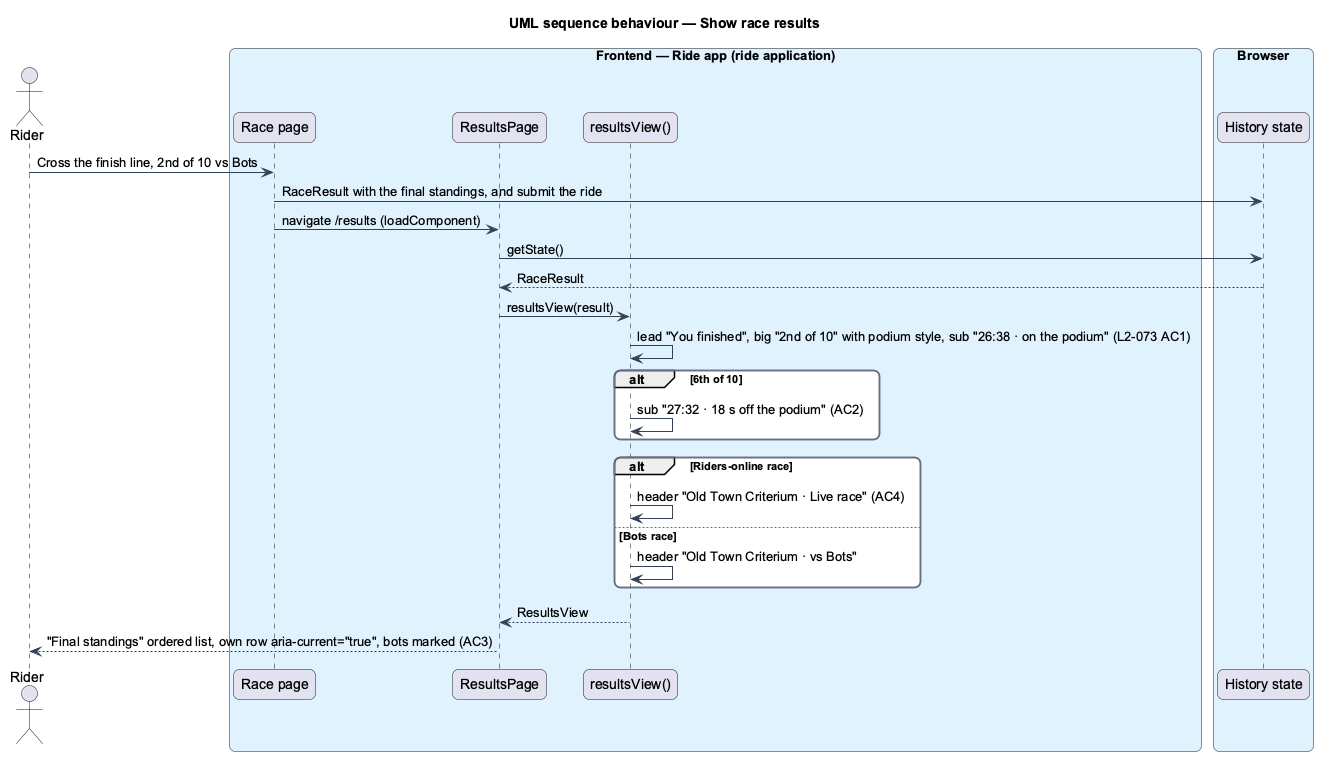 UML sequence behaviour — Show race results
Frontend — Ride app (ride application)
Browser
Rider
Race page
ResultsPage
resultsView()
History state
Cross the finish line, 2nd of 10 vs Bots
RaceResult with the final standings, and submit the ride
navigate /results (loadComponent)
getState()
RaceResult
resultsView(result)
lead "You finished", big "2nd of 10" with podium style, sub "26:38 · on the podium" (L2-073 AC1)
alt
[6th of 10]
sub "27:32 · 18 s off the podium" (AC2)
alt
[Riders-online race]
header "Old Town Criterium · Live race" (AC4)
[Bots race]
header "Old Town Criterium · vs Bots"
ResultsView
"Final standings" ordered list, own row aria-current="true", bots marked (AC3)
Rider
Race page
ResultsPage
resultsView()
History state